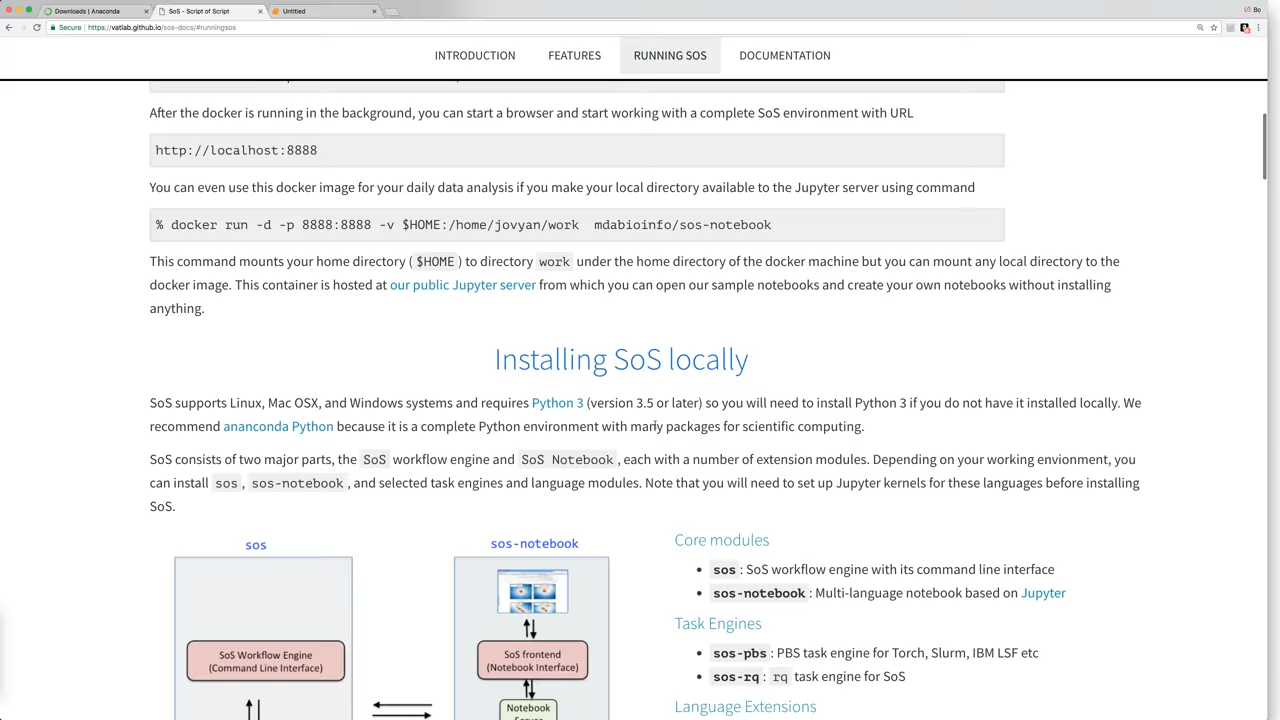 Downloads | Anaconda
SoS - Script of Script
Untitled
Bo
Secure
https://vatlab.github.io/sos-docs/#runningsos
INTRODUCTION
FEATURES
RUNNING SOS
DOCUMENTATION
After the docker is running in the background, you can start a browser and start working with a complete SoS environment with URL
http://localhost:8888
You can even use this docker image for your daily data analysis if you make your local directory available to the Jupyter server using command
% docker run -d -p 8888:8888 -v $HOME:/home/jovyan/work  mdabioinfo/sos-notebook
This command mounts your home directory ( $HOME ) to directory work under the home directory of the docker machine but you can mount any local directory to the
docker image. This container is hosted at our public Jupyter server from which you can open our sample notebooks and create your own notebooks without installing
anything.
Installing SoS locally
SoS supports Linux, Mac OSX, and Windows systems and requires Python 3 (version 3.5 or later) so you will need to install Python 3 if you do not have it installed locally. We
recommend ananconda Python because it is a complete Python environment with many packages for scientific computing.
SoS consists of two major parts, the SoS workflow engine and SoS Notebook , each with a number of extension modules. Depending on your working envionment, you
can install sos , sos-notebook , and selected task engines and language modules. Note that you will need to set up Jupyter kernels for these languages before installing
SoS.
sos
SoS Workflow Engine
(Command Line Interface)
sos-notebook
SoS frontend
(Notebook Interface)
Notebook
Core modules
sos : SoS workflow engine with its command line interface
sos-notebook : Multi-language notebook based on Jupyter
Task Engines
sos-pbs : PBS task engine for Torch, Slurm, IBM LSF etc
sos-rq : rq task engine for SoS
Language Extensions